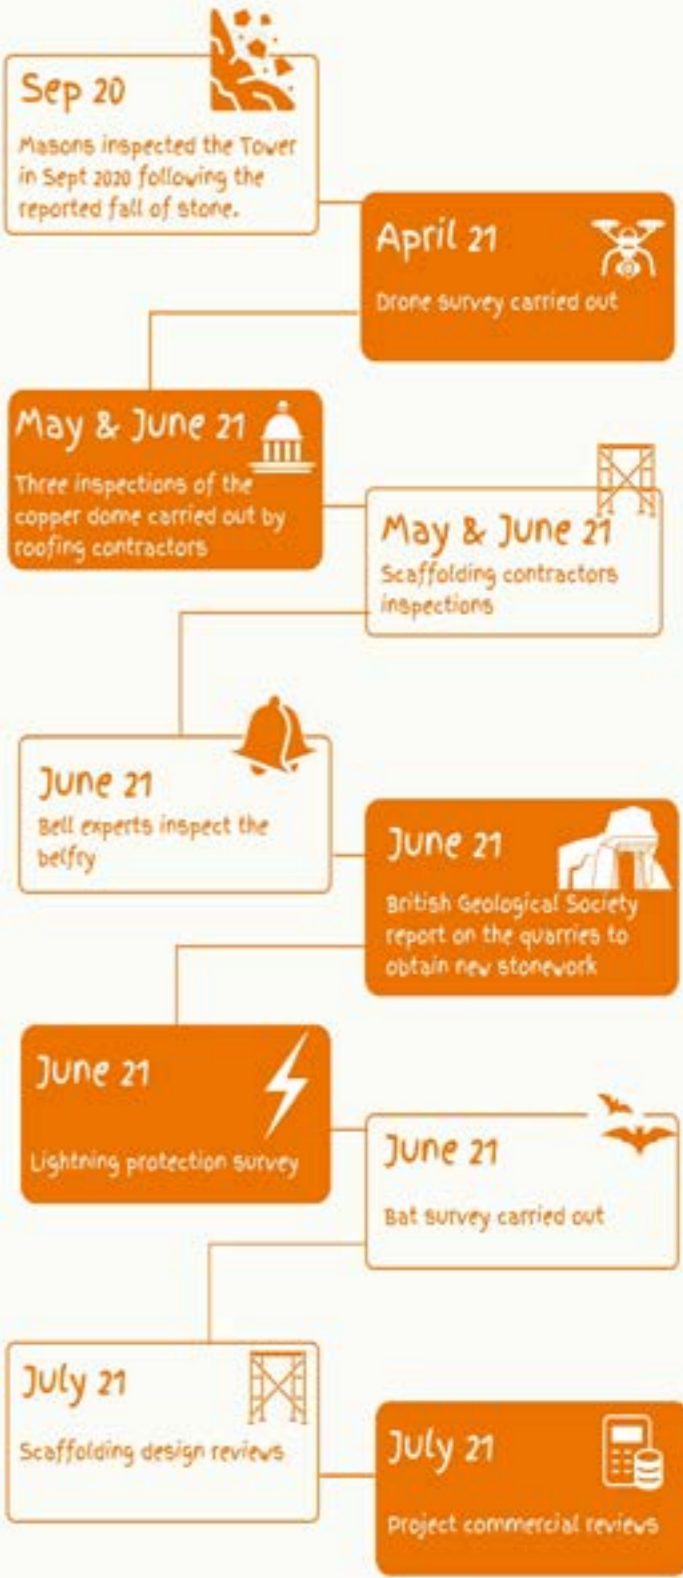 Sep 20
Masons inspected the Tower
in Sept 2020 following the
reported fall of stone.
April 21
Drone survey carried out
May & June 21
Three inspections of the
copper dome carried out by
roofing contractors
May & June 21
Scaffolding contractors
inspections
June 21
Bell experts inspect the
belfry
June 21
British Geological Society
report on the quarries to
obtain new stonework
June 21
Lightning protection survey
June 21
Bat survey carried out
July 21
Scaffolding design reviews
July 21
Project commercial reviews